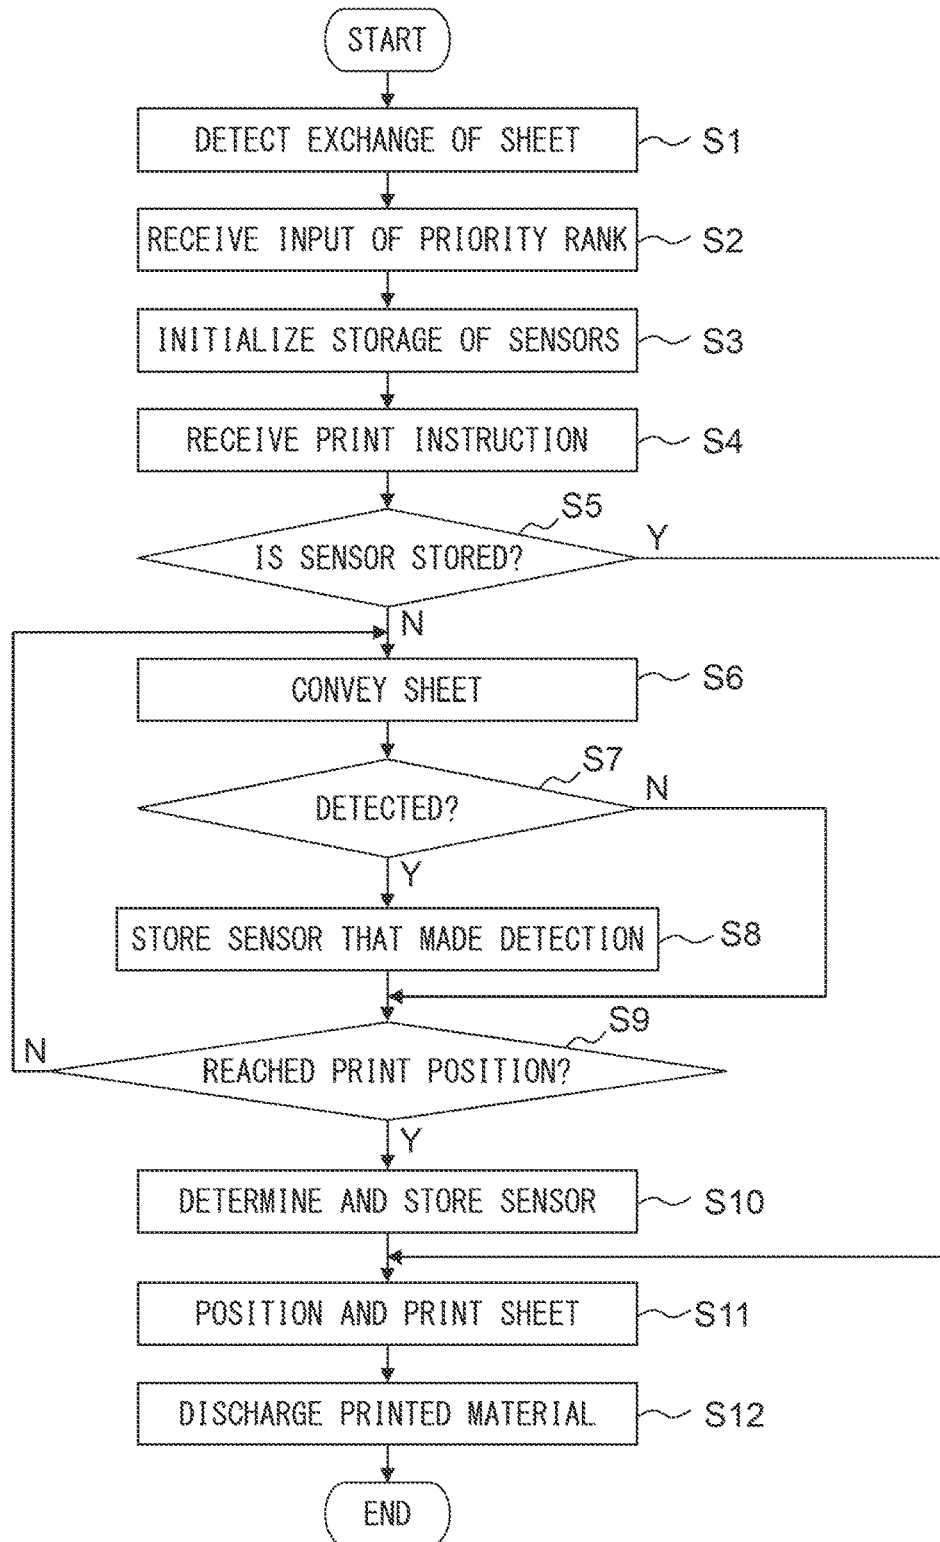 START
DETECT EXCHANGE OF SHEET
S1
RECEIVE INPUT OF PRIORITY RANK
S2
INITIALIZE STORAGE OF SENSORS
S3
RECEIVE PRINT INSTRUCTION
S4
S5
IS SENSOR STORED?
Y
N
CONVEY SHEET
S6
S7
DETECTED?
N
Y
STORE SENSOR THAT MADE DETECTION
S8
S9
REACHED PRINT POSITION?
N
Y
DETERMINE AND STORE SENSOR
S10
POSITION AND PRINT SHEET
S11
DISCHARGE PRINTED MATERIAL
S12
END